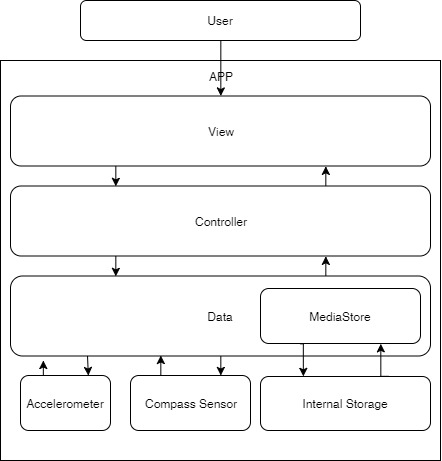 User
APP
View
Controller
Data
MediaStore
Accelerometer
Compass Sensor
Internal Storage